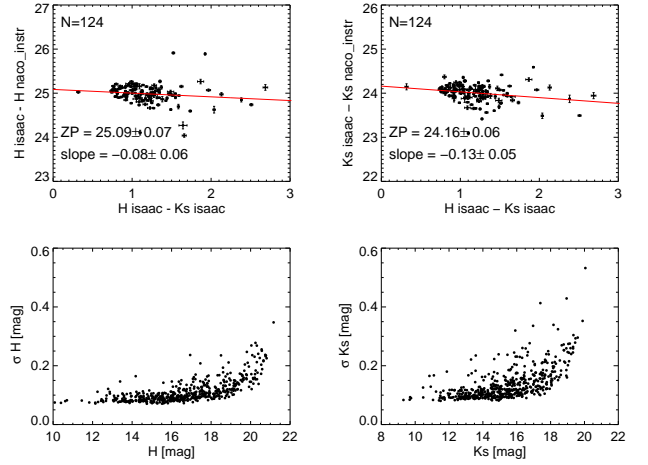 27
26
25
24
23
22
N=124
ZP = 25.09± 0.07
slope = −0.08± 0.06
0 1 2 3
H isaac - Ks isaac
H isaac - H naco_instr
26
25
24
23
22
N=124
ZP = 24.16± 0.06
slope = −0.13± 0.05
0 1 2 3
H isaac − Ks isaac
Ks isaac − Ks naco_instr
0.6
0.4
0.2
0.0
10 12 14 16 18 20 22
H [mag]
σ H [mag]
0.6
0.4
0.2
0.0
8 10 12 14 16 18 20 22
Ks [mag]
σ Ks [mag]